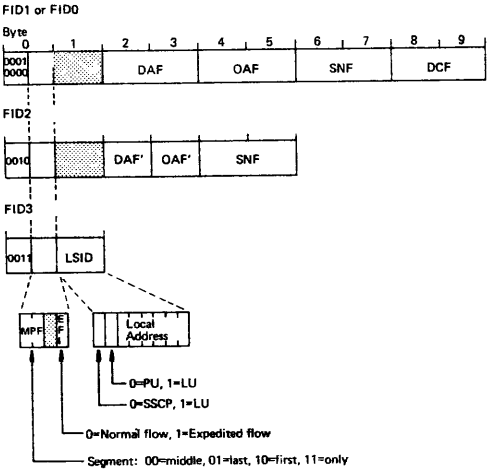 FID1 or FID0
Byte
0 1 2 3 4 5 6 7 8 9
0001
0000 DAF OAF SNF DCF
FID2
0010 DAF' OAF' SNF
FID3
0011 LSID
MPF EFI Local
Address
0=PU, 1=LU
0=SSCP, 1=LU
0=Normal flow, 1=Expedited flow
Segment: 00=middle, 01=last, 10=first, 11=only